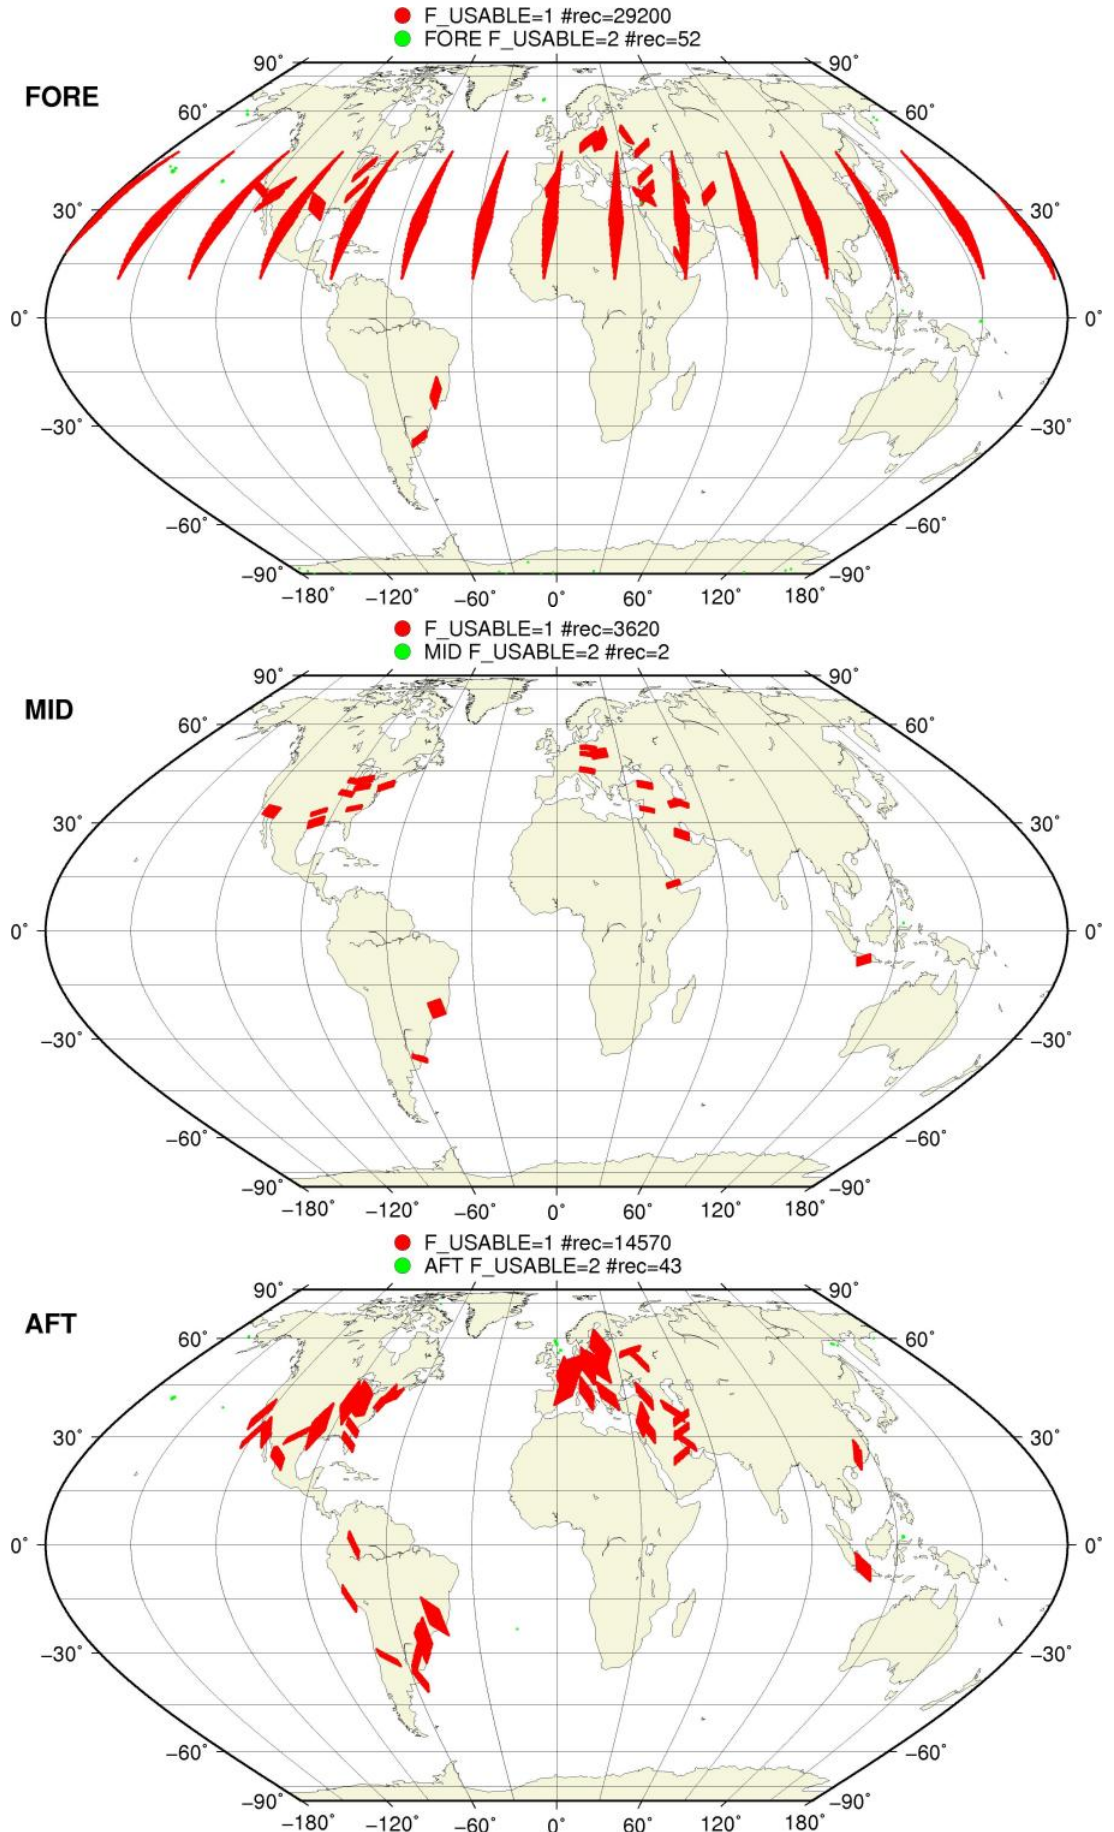 F_USABLE=1 #rec=29200
FORE F_USABLE=2 #rec=52
90° 90°
FORE
60° 60°
30° 30°
0° 0°
−30° −30°
−60° −60°
−90° −90°
−180° −120° −60° 0° 60° 120° 180°
F_USABLE=1 #rec=3620
MID F_USABLE=2 #rec=2
90° 90°
MID
60° 60°
30° 30°
0° 0°
−30° −30°
−60° −60°
−90° −90°
−180° −120° −60° 0° 60° 120° 180°
F_USABLE=1 #rec=14570
AFT F_USABLE=2 #rec=43
90° 90°
AFT
60° 60°
30° 30°
0° 0°
−30° −30°
−60° −60°
−90° −90°
−180° −120° −60° 0° 60° 120° 180°